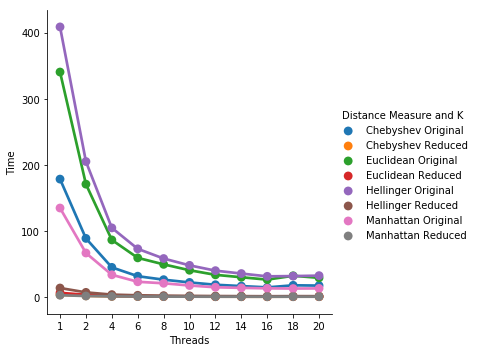 400
300
200
100
0
Time
1 2 4 6 8 10 12 14 16 18 20
Threads
Distance Measure and K
Chebyshev Original
Chebyshev Reduced
Euclidean Original
Euclidean Reduced
Hellinger Original
Hellinger Reduced
Manhattan Original
Manhattan Reduced